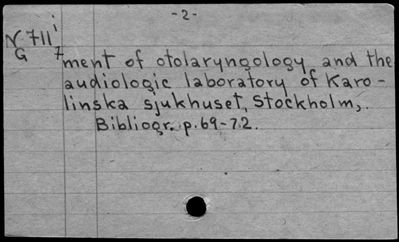 -2-
i
N 711
G 7
ment of otolaryngology and the
audiologic laboratory of Karo-
linska sjukhuset, Stockholm,.
Bibliogr. p.69-72.